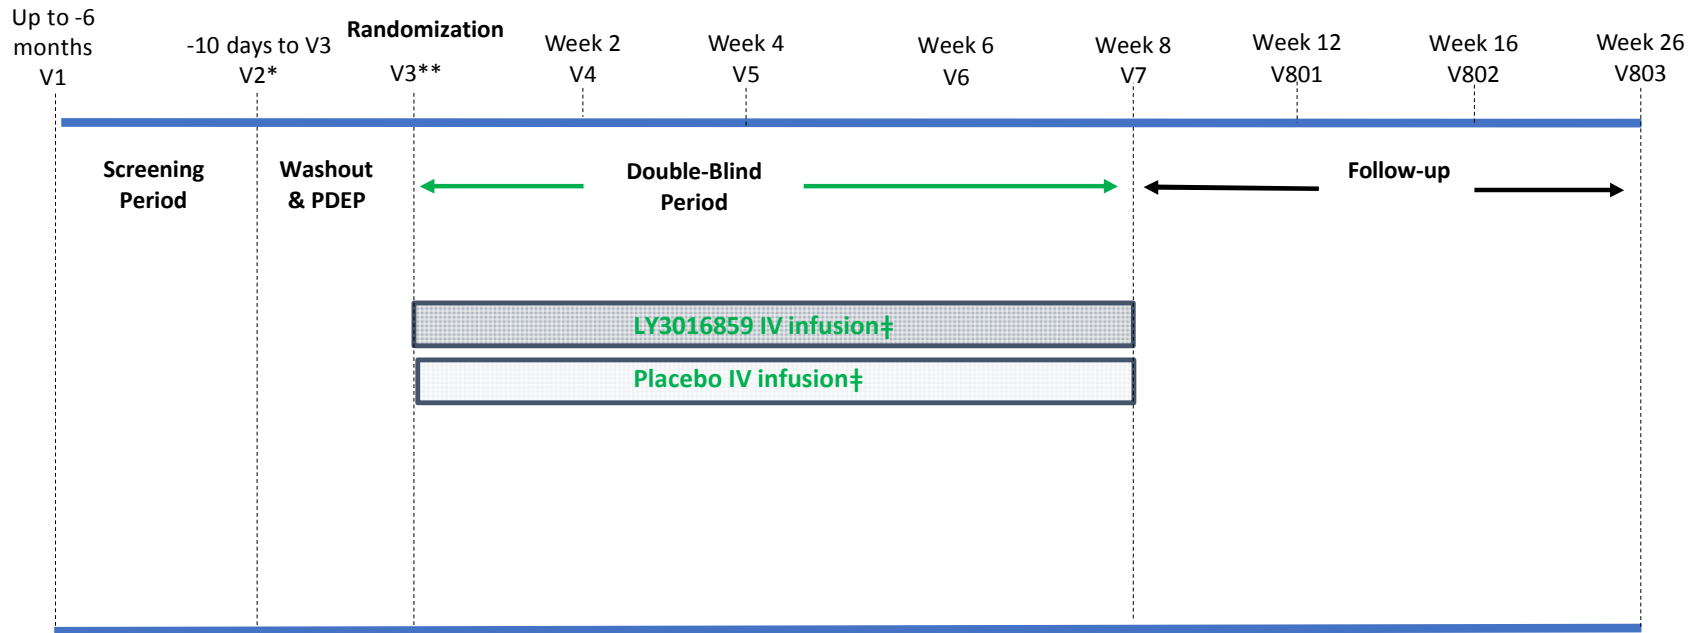 Up to -6
months
V1
-10 days to V3
V2*
Randomization
V3**
Week 2
V4
Week 4
V5
Week 6
V6
Week 8
V7
Week 12
V801
Week 16
V802
Week 26
V803
Screening
Period
Washout
& PDEP
Double-Blind
Period
Follow-up
LY3016859 IV infusion‡
Placebo IV infusion‡